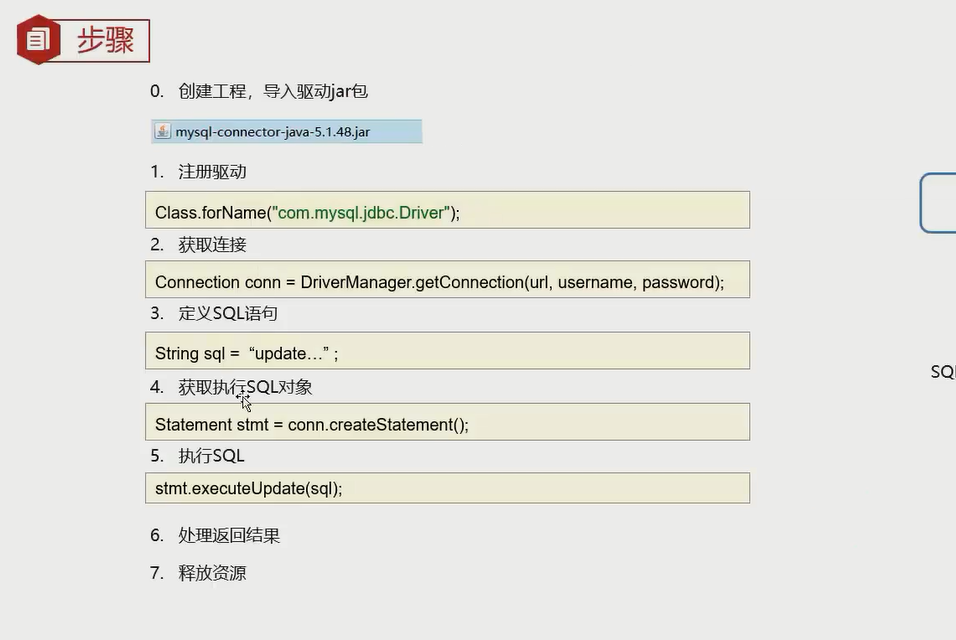 步骤
0. 创建工程，导入驱动jar包
mysql-connector-java-5.1.48.jar
1. 注册驱动
Class.forName("com.mysql.jdbc.Driver");
2. 获取连接
Connection conn = DriverManager.getConnection(url, username, password);
3. 定义SQL语句
String sql = “update…” ;
4. 获取执行SQL对象
Statement stmt = conn.createStatement();
5. 执行SQL
stmt.executeUpdate(sql);
6. 处理返回结果
7. 释放资源